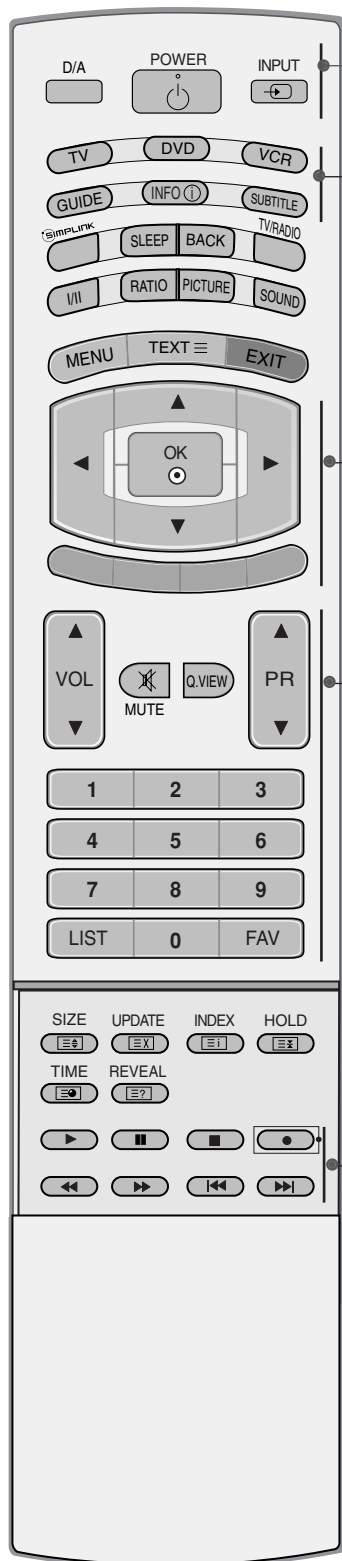 D/A POWER INPUT
TV DVD VCR
GUIDE INFO i SUBTITLE
SIMPLINK SLEEP BACK TV/RADIO
I/II RATIO PICTURE SOUND
MENU TEXT EXIT
OK
VOL MUTE Q.VIEW PR
1 2 3
4 5 6
7 8 9
LIST 0 FAV
SIZE UPDATE INDEX HOLD
X i
TIME REVEAL
?